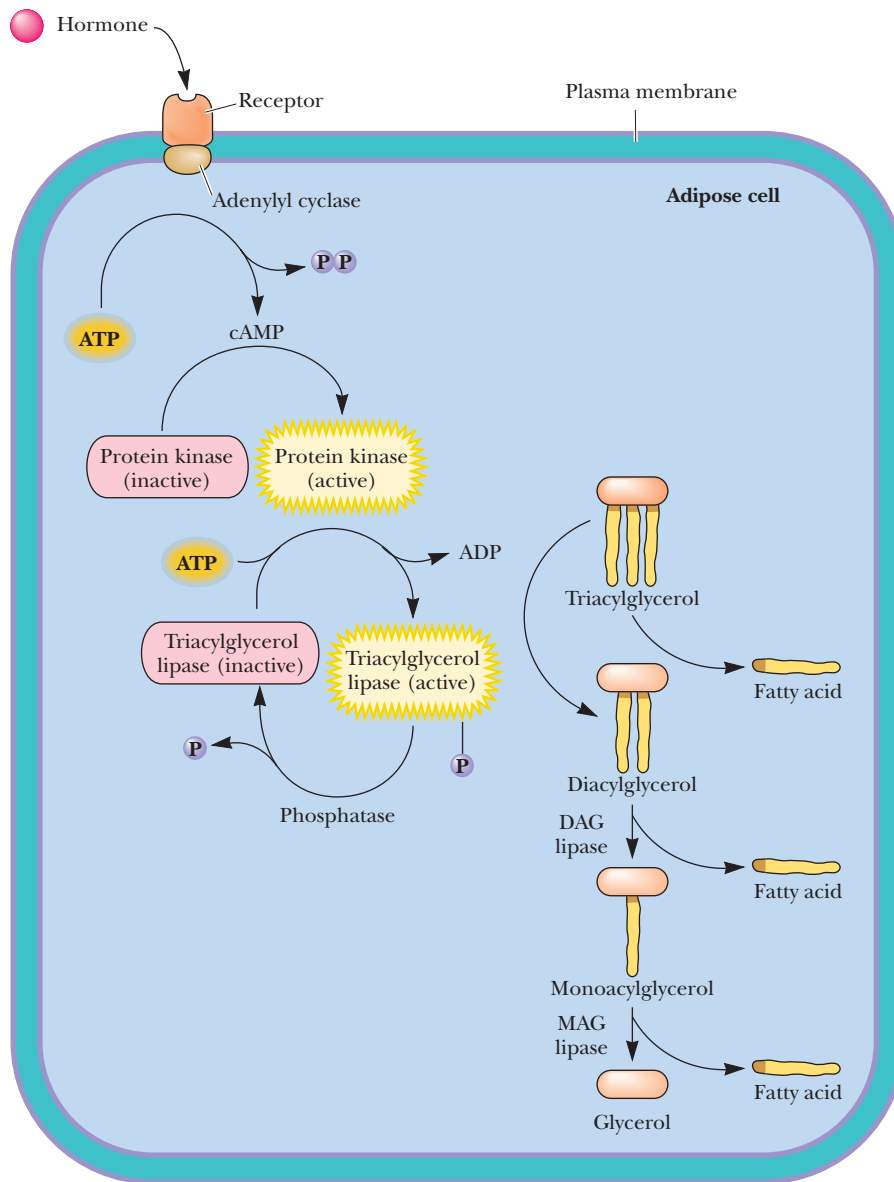 Hormone
Receptor
Plasma membrane
Adenylyl cyclase
Adipose cell
P P
ATP
cAMP
Protein kinase
(inactive)
Protein kinase
(active)
ATP
ADP
Triacylglycerol
Triacylglycerol
lipase (inactive)
Triacylglycerol
lipase (active)
Fatty acid
P
P
Diacylglycerol
Phosphatase
DAG
lipase
Fatty acid
Monoacylglycerol
MAG
lipase
Fatty acid
Glycerol